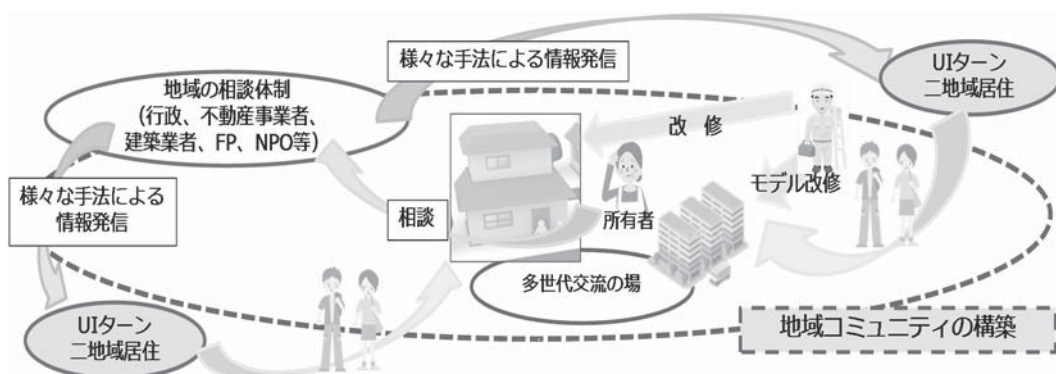 様々な手法による情報発信
UIターン
二地域居住
地域の相談体制
(行政、不動産事業者、
建築業者、FP、NPO等)
改 修
モデル改修
様々な手法による
情報発信
相談
所有者
多世代交流の場
UIターン
二地域居住
地域コミュニティの構築